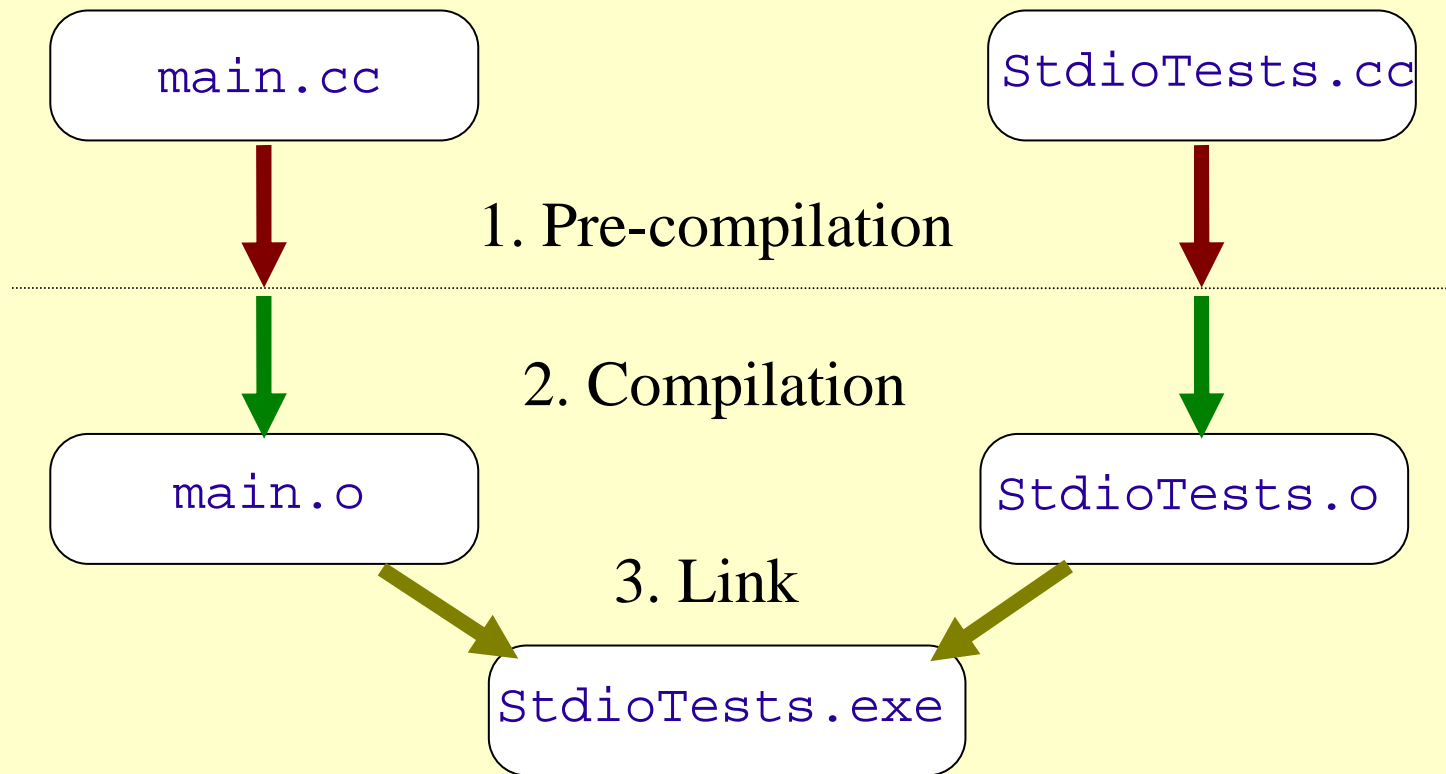 main.cc
StdioTests.cc
1. Pre-compilation
2. Compilation
main.o
StdioTests.o
3. Link
StdioTests.exe